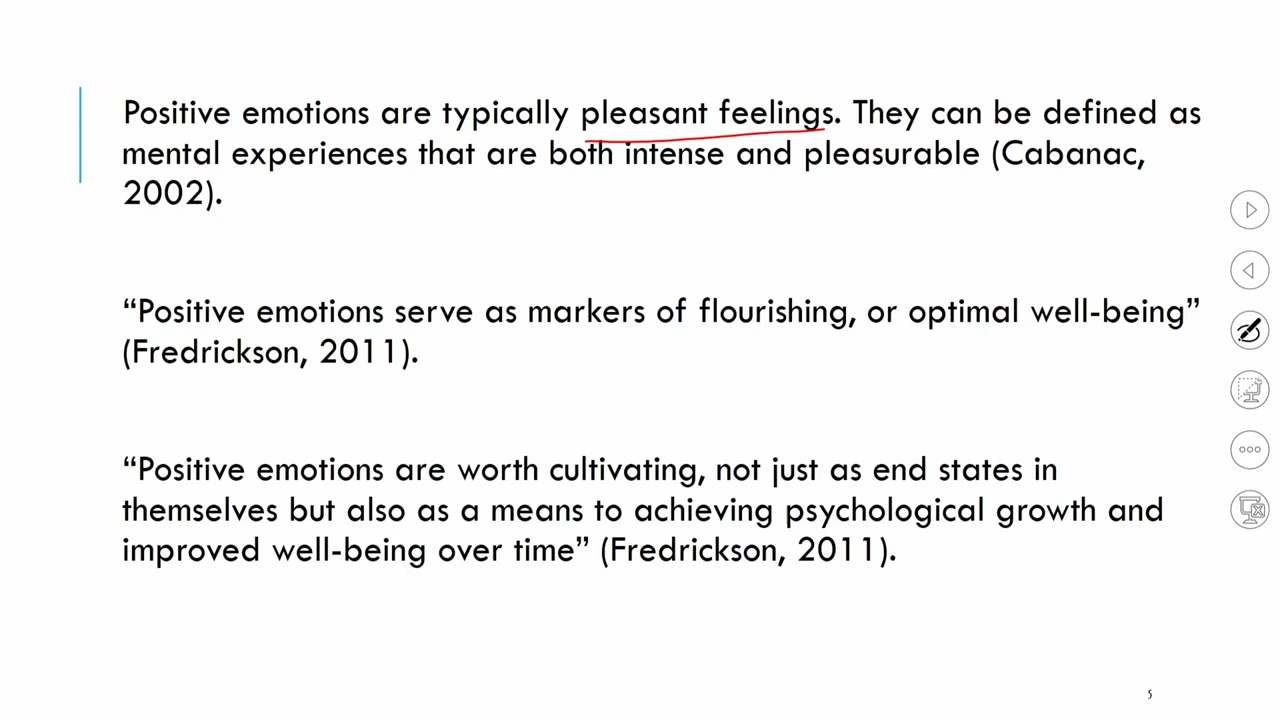 Positive emotions are typically pleasant feelings. They can be defined as
mental experiences that are both intense and pleasurable (Cabanac,
2002).
“Positive emotions serve as markers of flourishing, or optimal well-being”
(Fredrickson, 2011).
“Positive emotions are worth cultivating, not just as end states in
themselves but also as a means to achieving psychological growth and
improved well-being over time” (Fredrickson, 2011).
5